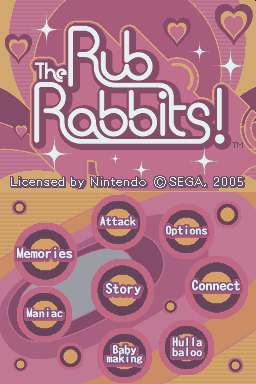 The Rub
Rabbits!™
Licensed by Nintendo ©SEGA, 2005
Attack
Options
Memories
Story
Connect
Maniac
Baby
making
Hulla
baloo